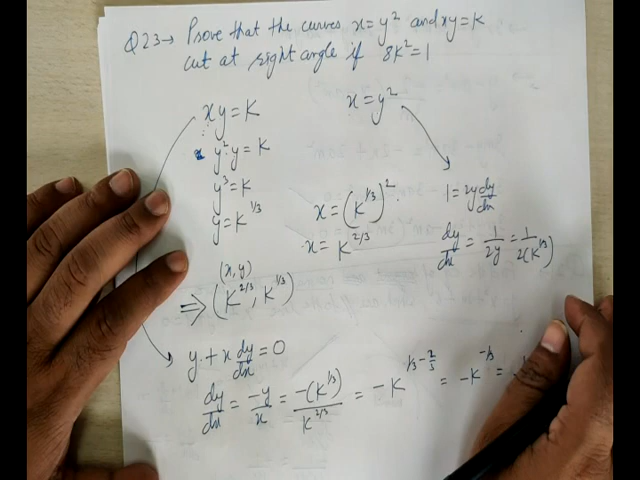 Q23→ Prove that the curves x = y² and xy = K
cut at right angle if 8K² = 1
xy = K
x = y²
y²·y = K
y³ = K
y = K^(1/3)
x = (K^(1/3))²
x = K^(2/3)
1 = 2y dy/dx
dy/dx = 1/2y = 1/2(K^(1/3))
(x, y)
⇒ (K^(2/3), K^(1/3))
y + x dy/dx = 0
dy/dx = -y/x = -(K^(1/3))/K^(2/3) = -K^(1/3 - 2/3) = -K^(-1/3) =